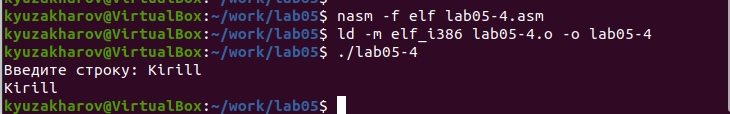 kyuzakharov@VirtualBox:~/work/lab05$ nasm -f elf lab05-4.asm
kyuzakharov@VirtualBox:~/work/lab05$ ld -m elf_i386 lab05-4.o -o lab05-4
kyuzakharov@VirtualBox:~/work/lab05$ ./lab05-4
Введите строку: Kirill
Kirill
kyuzakharov@VirtualBox:~/work/lab05$